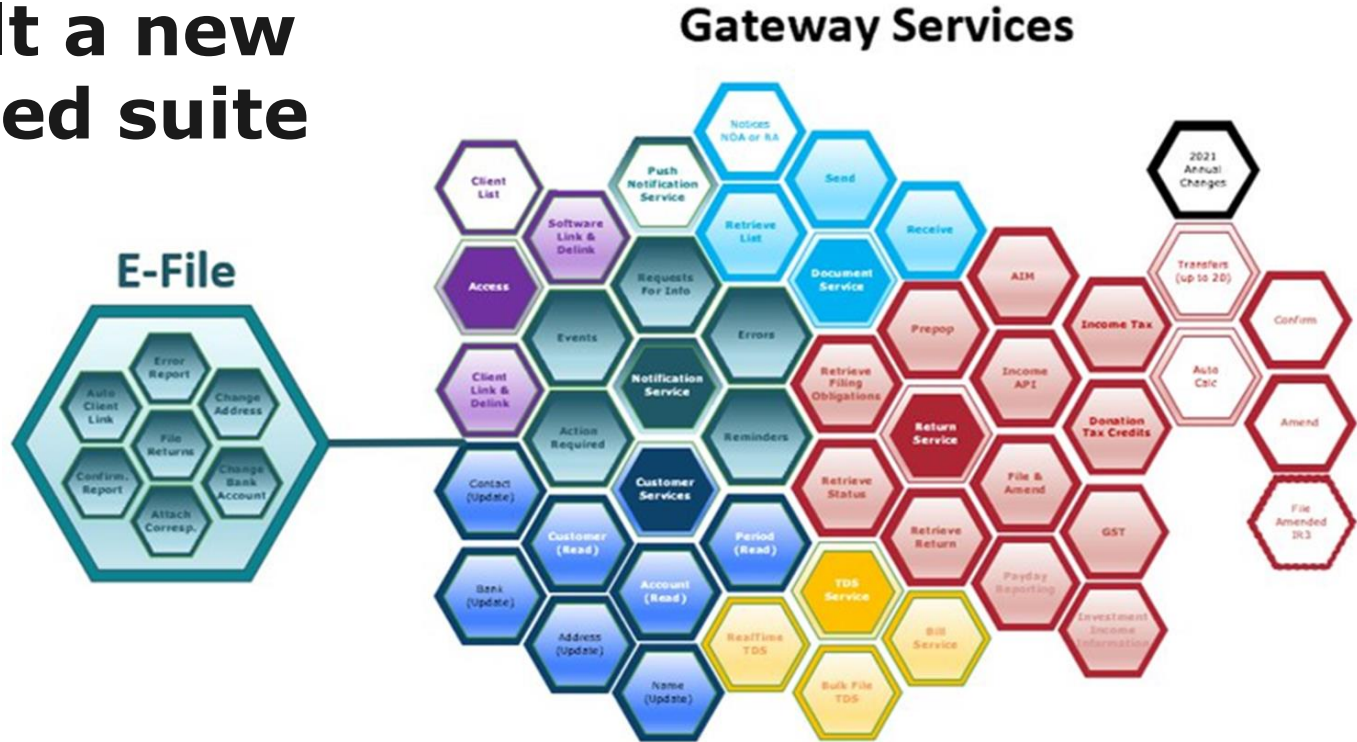 lt a new
ed suite
Gateway Services
E-File
Error
Report
Auto
Client
Link
Change
Address
File
Returns
Confirm.
Report
Change
Bank
Account
Attach
Corresp.
Client
List
Software
Link &
Delink
Access
Client
Link &
Delink
Push
Notification
Service
Requests
For Info
Events
Errors
Notification
Service
Action
Required
Reminders
Notices
NOA or RA
Send
Retrieve
List
Receive
Document
Service
Contact
(Update)
Customer
Services
Customer
(Read)
Period
(Read)
Bank
(Update)
Account
(Read)
Address
(Update)
Name
(Update)
TDS
Service
RealTime
TDS
Bill
Service
Bulk File
TDS
AIM
Prepop
Income Tax
Retrieve
Filing
Obligations
Income
API
Return
Service
Donation
Tax Credits
Retrieve
Status
File &
Amend
Retrieve
Return
GST
Payday
Reporting
Investment
Income
Information
2021
Annual
Changes
Transfers
(up to 20)
Confirm
Auto
Calc
Amend
File
Amended
IR3